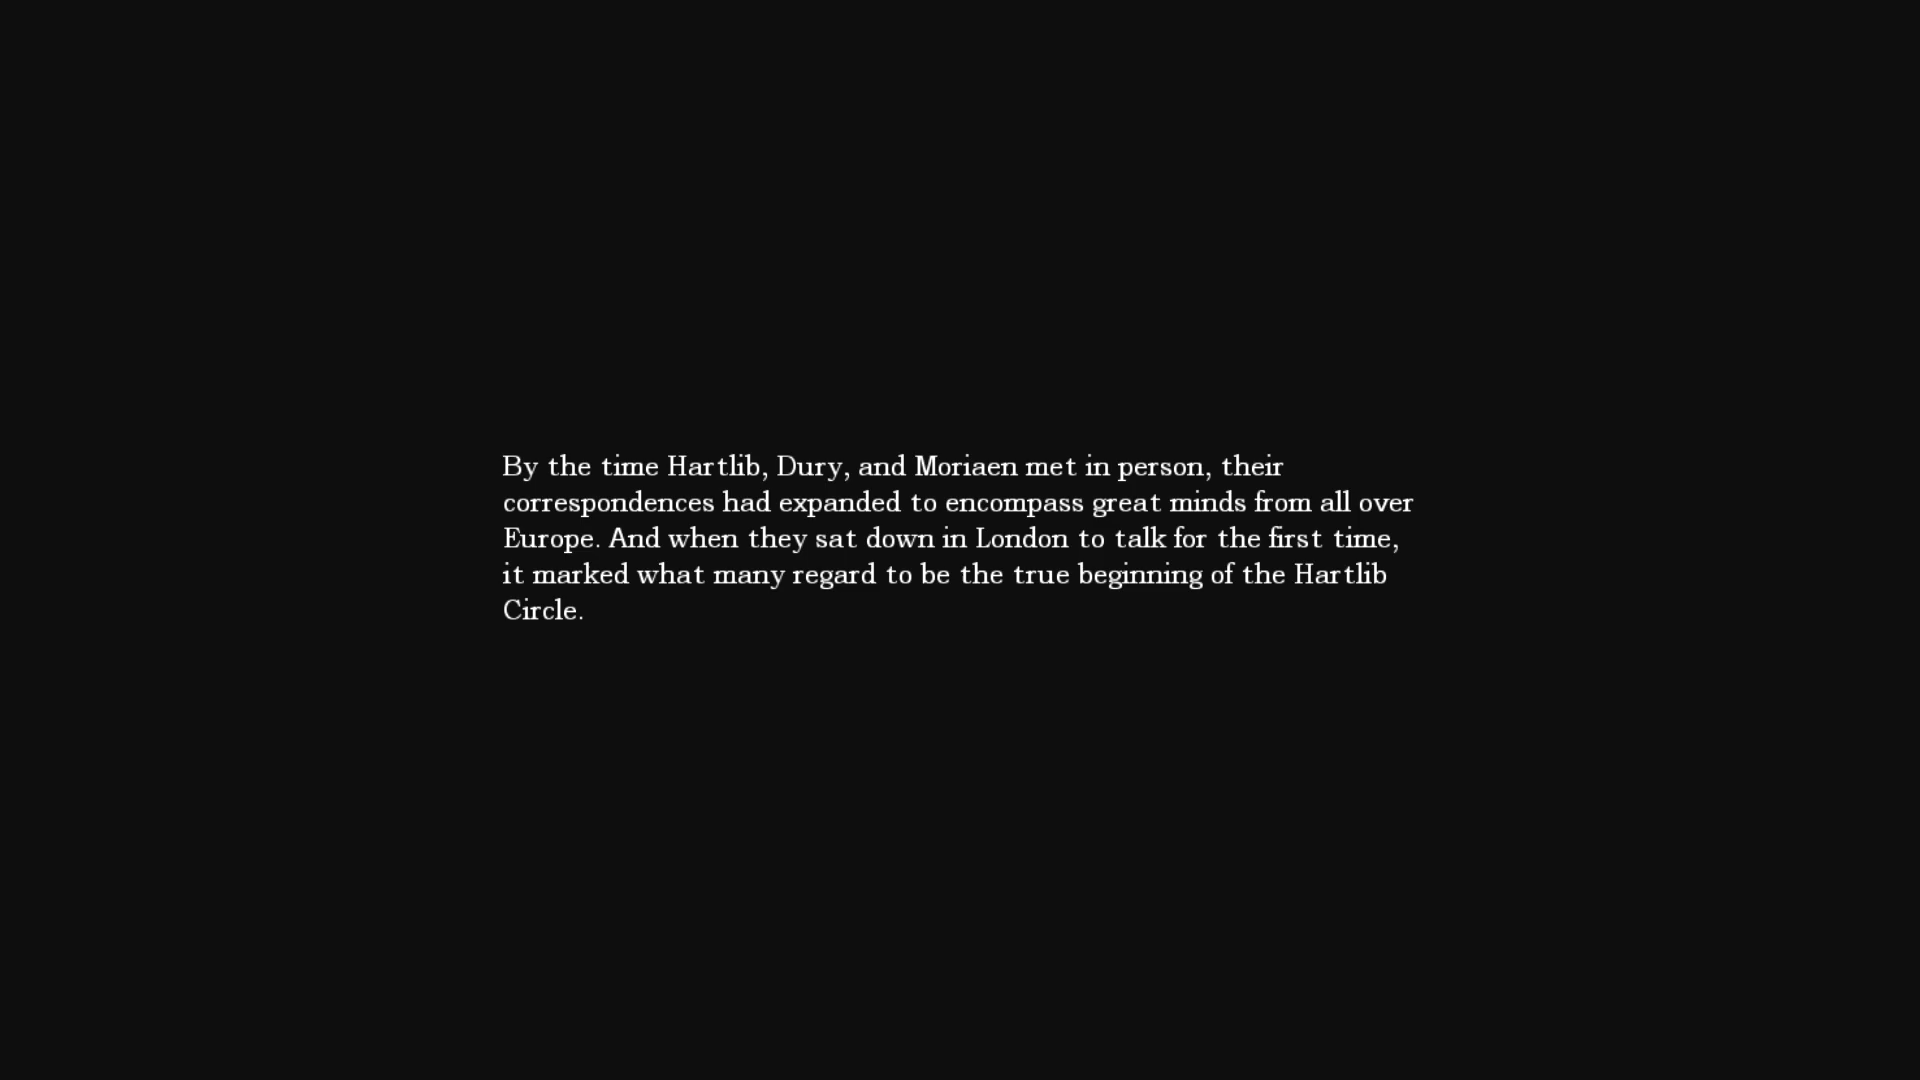 By the time Hartlib, Dury, and Moriaen met in person, their
correspondences had expanded to encompass great minds from all over
Europe. And when they sat down in London to talk for the first time,
it marked what many regard to be the true beginning of the Hartlib
Circle.